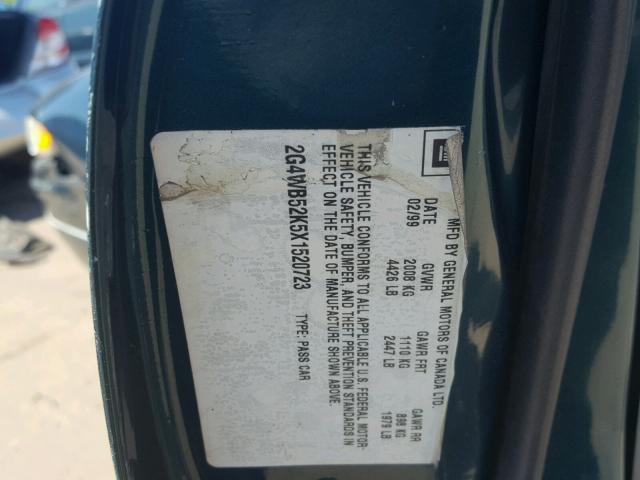 MFD BY GENERAL MOTORS OF CANADA LTD.
DATE GVWR GAWR FRT GAWR RR
02/99 2008 KG 1110 KG 898 KG
4426 LB 2447 LB 1979 LB
THIS VEHICLE CONFORMS TO ALL APPLICABLE U.S. FEDERAL MOTOR
VEHICLE SAFETY, BUMPER, AND THEFT PREVENTION STANDARDS IN
EFFECT ON THE DATE OF MANUFACTURE SHOWN ABOVE.
2G4WB52K5X1520723 TYPE: PASS CAR